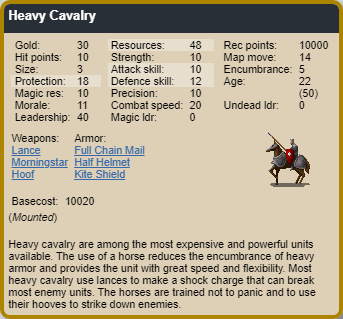 Heavy Cavalry
Gold: 30 Resources: 48 Rec points: 10000
Hit points: 10 Strength: 10 Map move: 14
Size: 3 Attack skill: 10 Encumbrance: 5
Protection: 18 Defence skill: 12 Age: 22
Magic res: 10 Precision: 10 (50)
Morale: 11 Combat speed: 20 Undead ldr: 0
Leadership: 40 Magic ldr: 0
Weapons: Armor:
Lance Full Chain Mail
Morningstar Half Helmet
Hoof Kite Shield
Basecost: 10020
(Mounted)
Heavy cavalry are among the most expensive and powerful units
available. The use of a horse reduces the encumbrance of heavy
armor and provides the unit with great speed and flexibility. Most
heavy cavalry use lances to make a shock charge that can break
most enemy units. The horses are trained not to panic and to use
their hooves to strike down enemies.